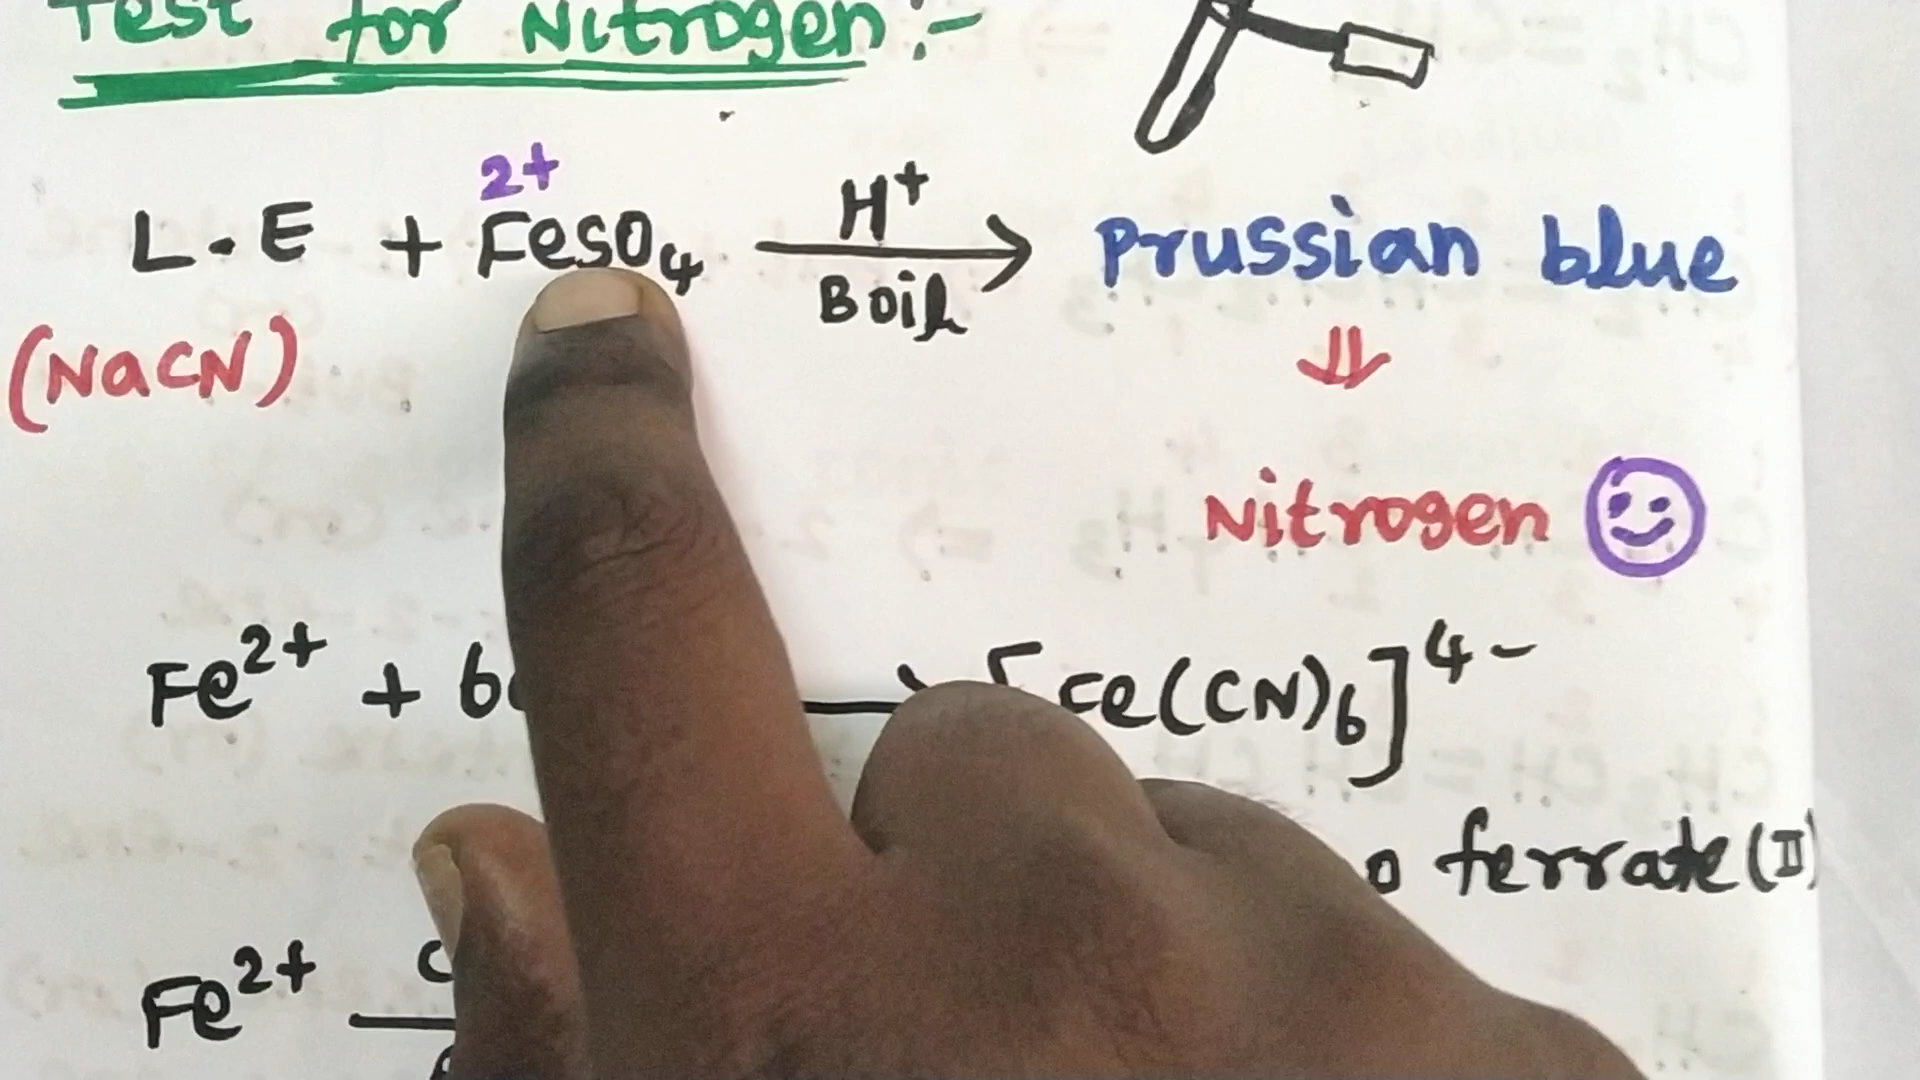 Test for Nitrogen:-
L.E + FeSO₄ H⁺ Boil → Prussian blue
2+
(NaCN)
⇓
Nitrogen
Fe²⁺ + 6 → [Fe(CN)₆]⁴⁻
ferrate(II)
Fe²⁺